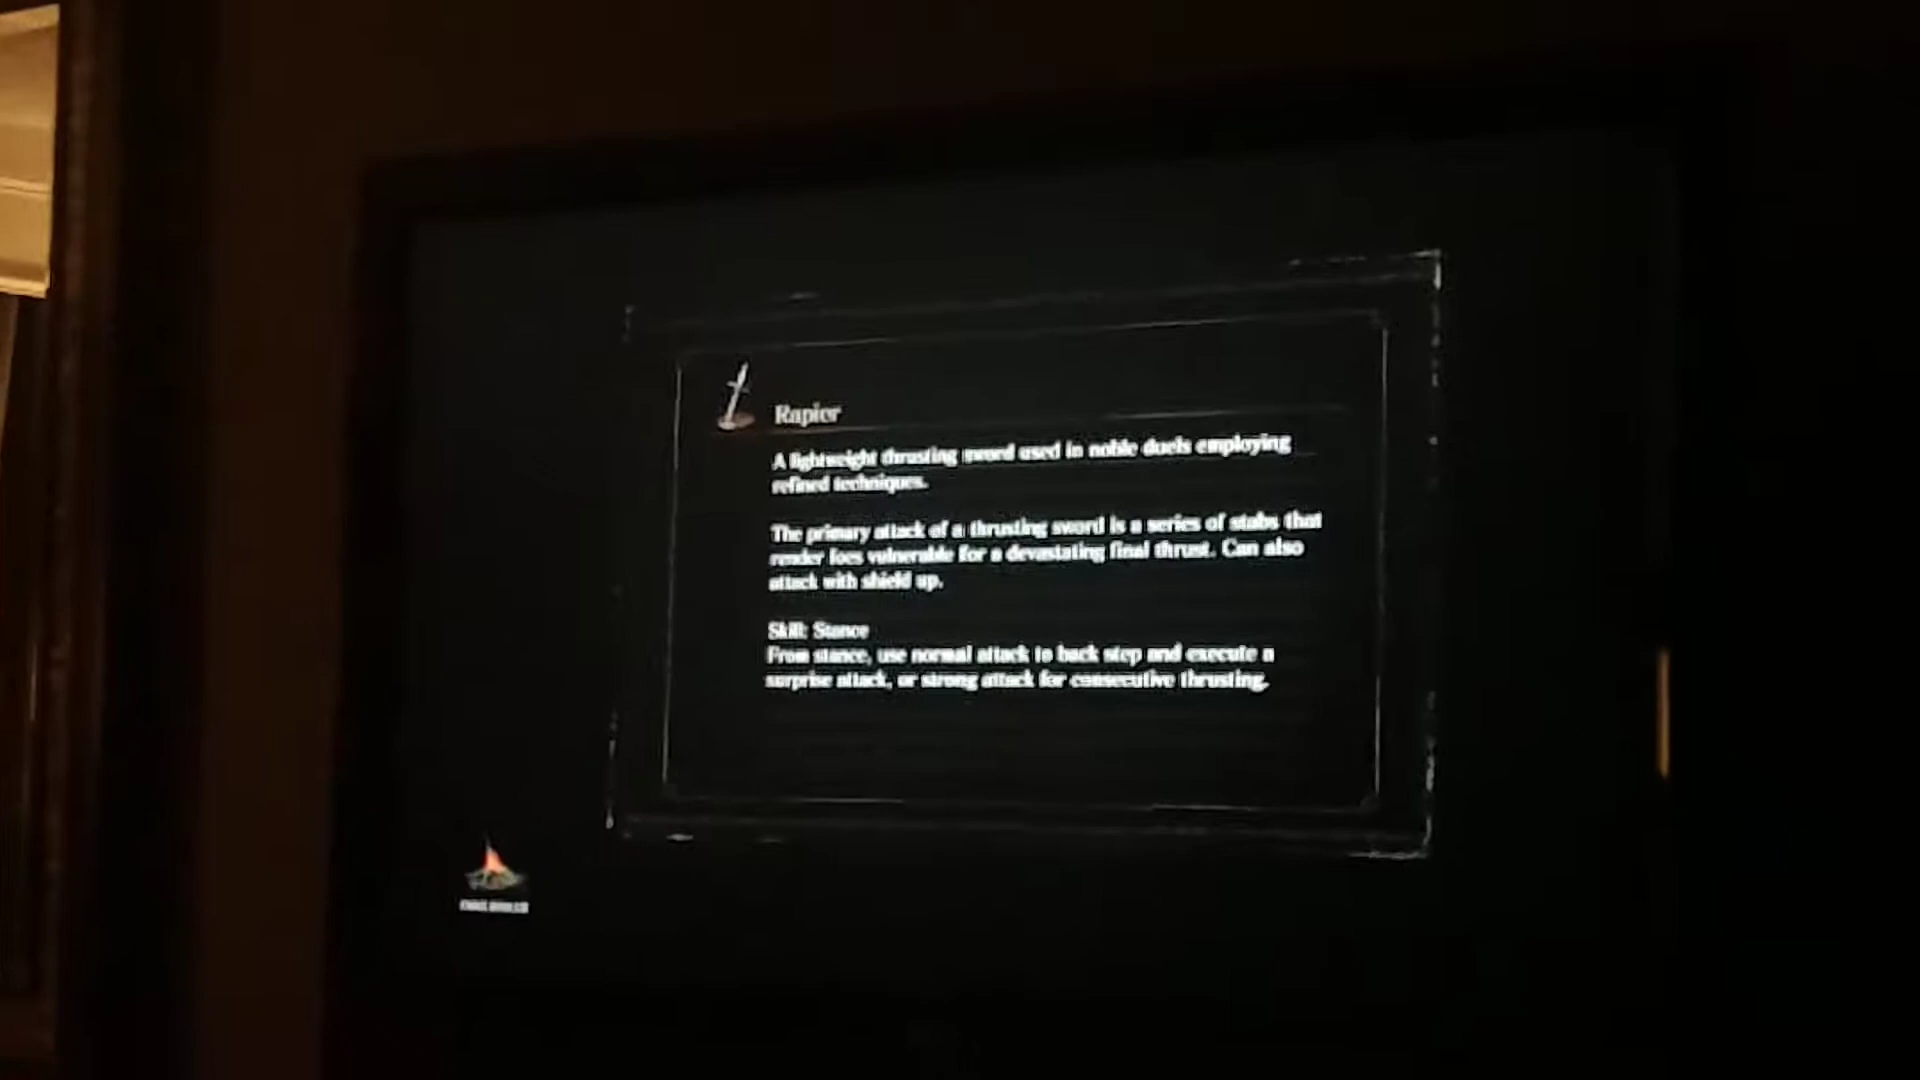 Rapier
A lightweight thrusting sword used in noble duels employing
refined techniques.
The primary attack of a thrusting sword is a series of stabs that
render foes vulnerable for a devastating final thrust. Can also
attack with shield up.
Skill: Stance
From stance, use normal attack to back step and execute a
surprise attack, or strong attack for consecutive thrusting.